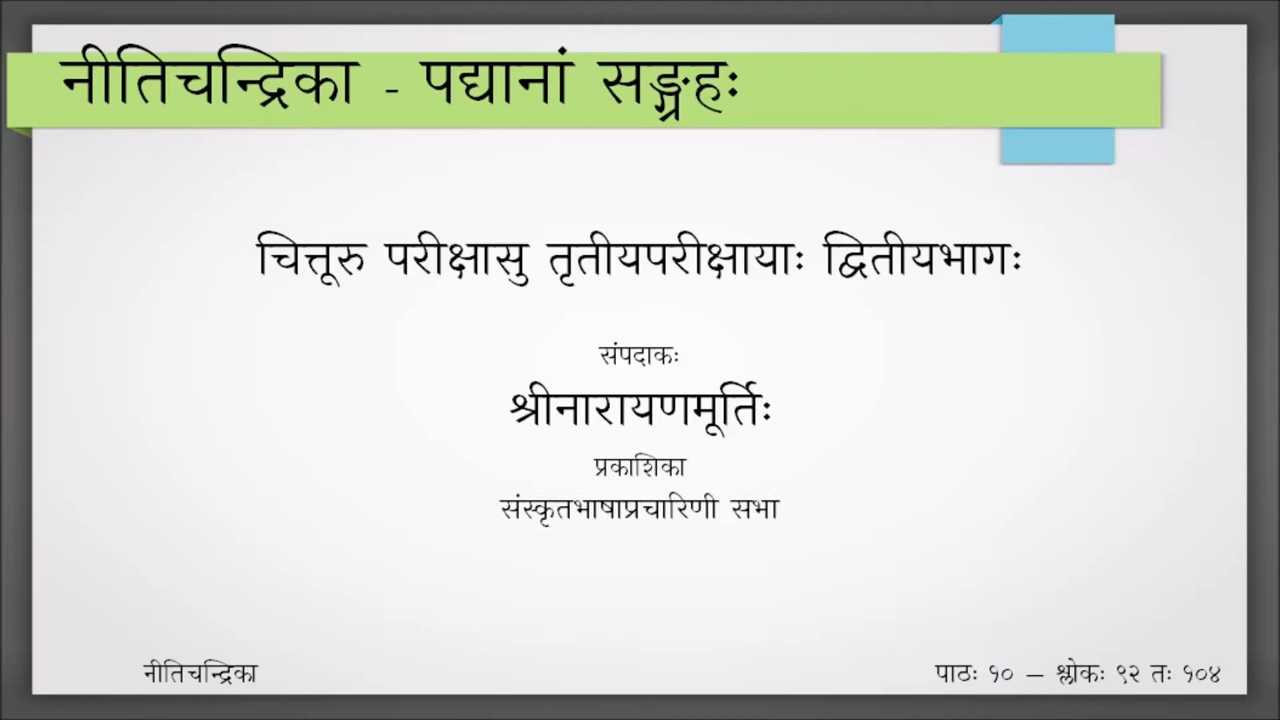 नीतिचन्द्रिका - पद्यानां सङ्ग्रहः
चित्तूरु परीक्षासु तृतीयपरीक्षायाः द्वितीयभागः
संपदाकः
श्रीनारायणमूर्तिः
प्रकाशिका
संस्कृतभाषाप्रचारिणी सभा
नीतिचन्द्रिका
पाठः १० – श्लोकः ९२ तः १०४